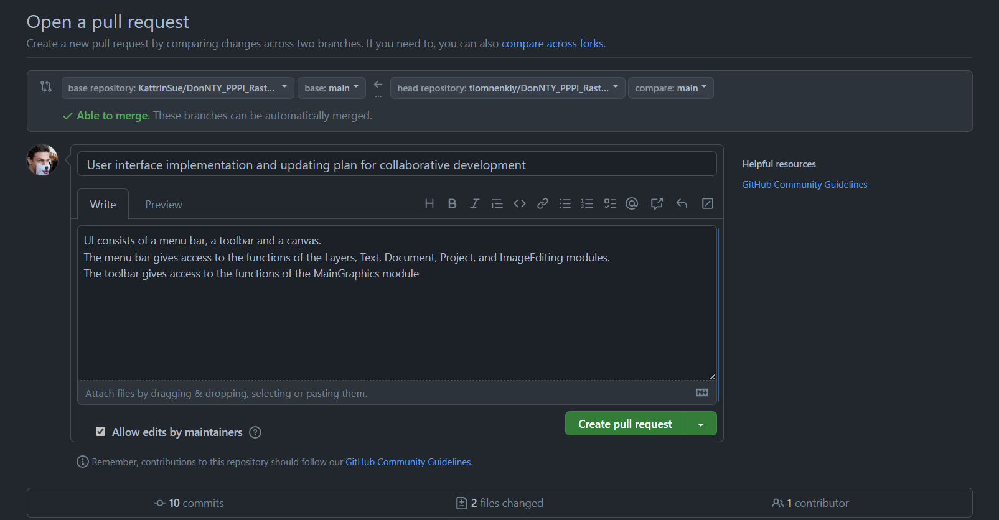 Open a pull request
Create a new pull request by comparing changes across two branches. If you need to, you can also compare across forks.
base repository: KattrinSue/DonNTY_PPPI_Rast... base: main head repository: tiomnenkiy/DonNTY_PPPI_Rast... compare: main
Able to merge. These branches can be automatically merged.
User interface implementation and updating plan for collaborative development
Helpful resources
GitHub Community Guidelines
Write Preview
UI consists of a menu bar, a toolbar and a canvas.
The menu bar gives access to the functions of the Layers, Text, Document, Project, and ImageEditing modules.
The toolbar gives access to the functions of the MainGraphics module
Attach files by dragging & dropping, selecting or pasting them.
Allow edits by maintainers
Create pull request
Remember, contributions to this repository should follow our GitHub Community Guidelines.
10 commits 2 files changed 1 contributor